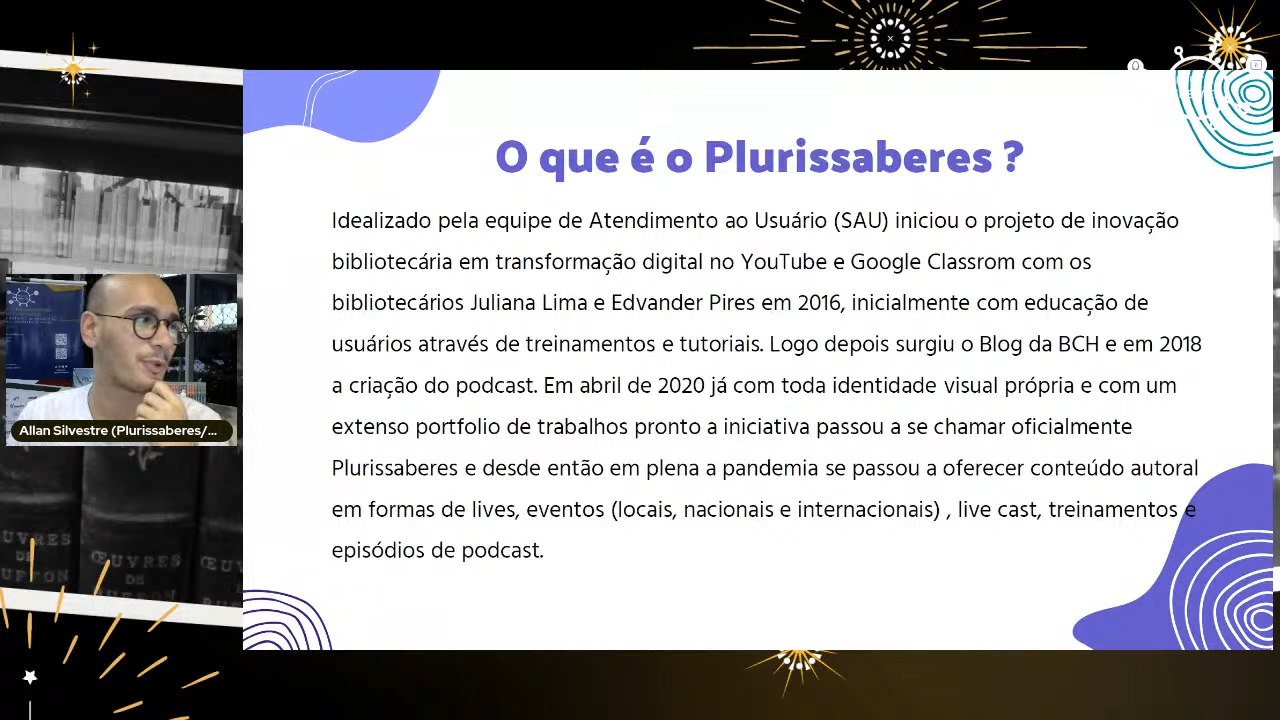 O que é o Plurissaberes ?
Idealizado pela equipe de Atendimento ao Usuário (SAU) iniciou o projeto de inovação
bibliotecária em transformação digital no YouTube e Google Classrom com os
bibliotecários Juliana Lima e Edvander Pires em 2016, inicialmente com educação de
usuários através de treinamentos e tutoriais. Logo depois surgiu o Blog da BCH e em 2018
a criação do podcast. Em abril de 2020 já com toda identidade visual própria e com um
extenso portfolio de trabalhos pronto a iniciativa passou a se chamar oficialmente
Plurissaberes e desde então em plena a pandemia se passou a oferecer conteúdo autoral
em formas de lives, eventos (locais, nacionais e internacionais) , live cast, treinamentos e
episódios de podcast.
Allan Silvestre (Plurissaberes/...
ŒUVRES
DE